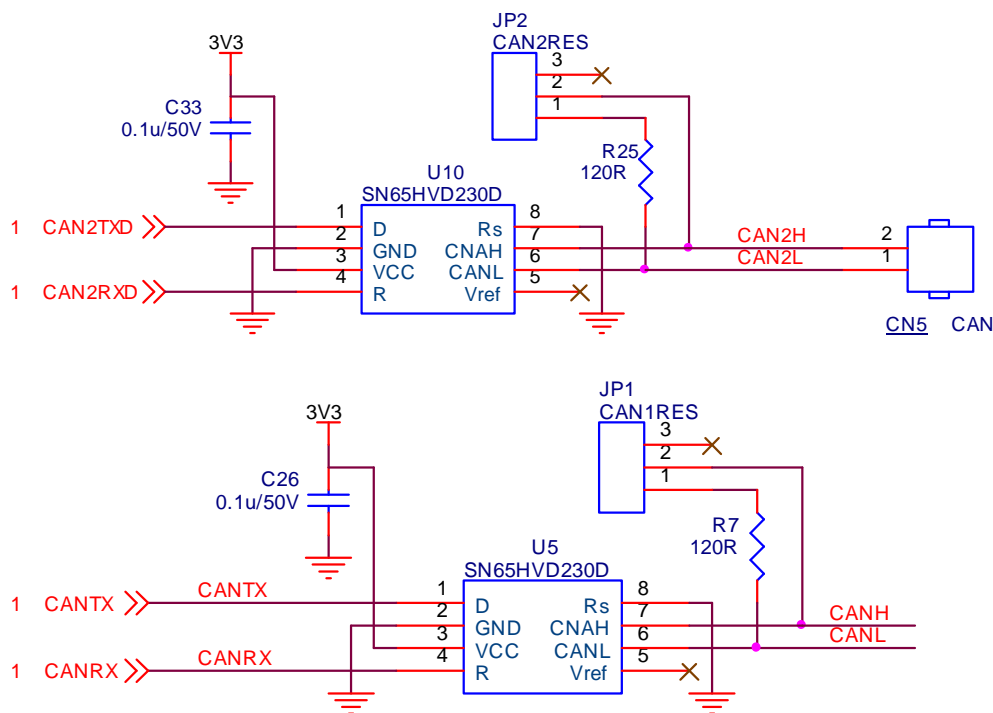 JP2
CAN2RES
3V3
3
2
1
C33
0.1u/50V
R25
120R
U10
SN65HVD230D
1 CAN2TXD
1
2
3
4
D
GND
VCC
R
Rs
CNAH
CANL
Vref
8
7
6
5
CAN2H
CAN2L
2
1
1 CAN2RXD
CN5 CAN
JP1
CAN1RES
3V3
3
2
1
C26
0.1u/50V
R7
120R
U5
SN65HVD230D
1 CANTX
CANTX
1
2
3
4
D
GND
VCC
R
Rs
CNAH
CANL
Vref
8
7
6
5
CANH
CANL
1 CANRX
CANRX